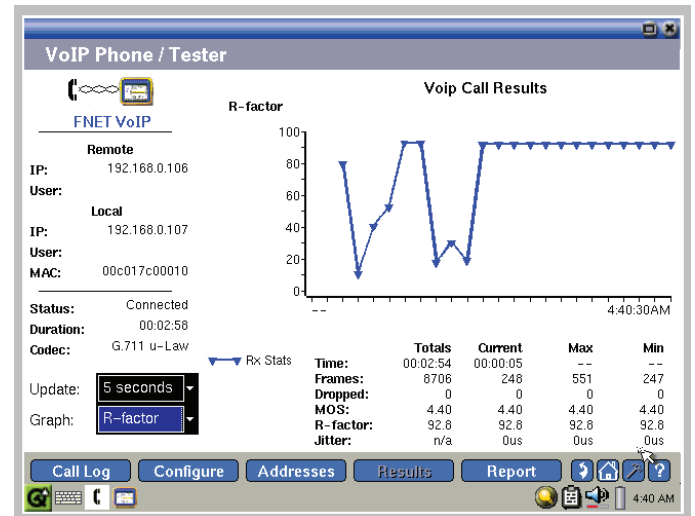 VoIP Phone / Tester
FNET VoIP
Remote
IP: 192.168.0.106
User:
Local
IP: 192.168.0.107
User:
MAC: 00c017c00010
Status: Connected
Duration: 00:02:58
Codec: G.711 u-Law
Update: 5 seconds
Graph: R-factor
Voip Call Results
R-factor
100
80
60
40
20
0
-- 4:40:30AM
Rx Stats
Totals Current Max Min
Time: 00:02:54 00:00:05 -- --
Frames: 8706 248 551 247
Dropped: 0 0 0 0
MOS: 4.40 4.40 4.40 4.40
R-factor: 92.8 92.8 92.8 92.8
Jitter: n/a 0us 0us 0us
Call Log Configure Addresses Results Report ?
4:40 AM